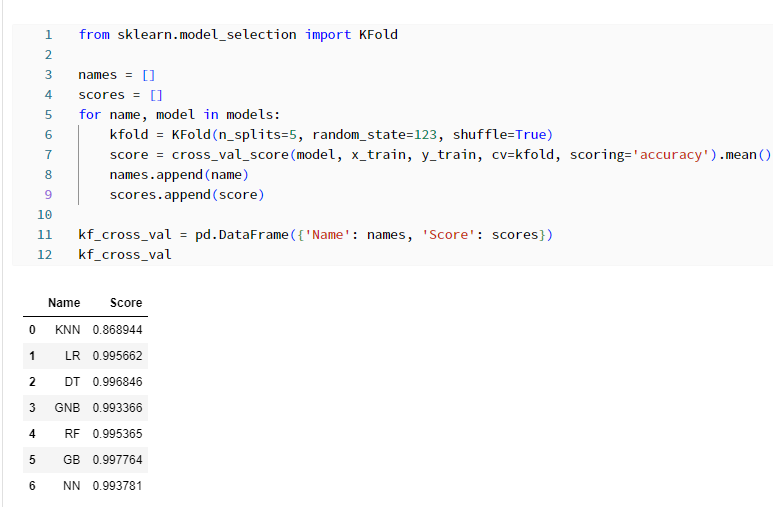 1 from sklearn.model_selection import KFold
2
3 names = []
4 scores = []
5 for name, model in models:
6     kfold = KFold(n_splits=5, random_state=123, shuffle=True)
7     score = cross_val_score(model, x_train, y_train, cv=kfold, scoring='accuracy').mean()
8     names.append(name)
9     scores.append(score)
10
11 kf_cross_val = pd.DataFrame({'Name': names, 'Score': scores})
12 kf_cross_val
Name Score
0 KNN 0.868944
1 LR 0.995662
2 DT 0.996846
3 GNB 0.993366
4 RF 0.995365
5 GB 0.997764
6 NN 0.993781